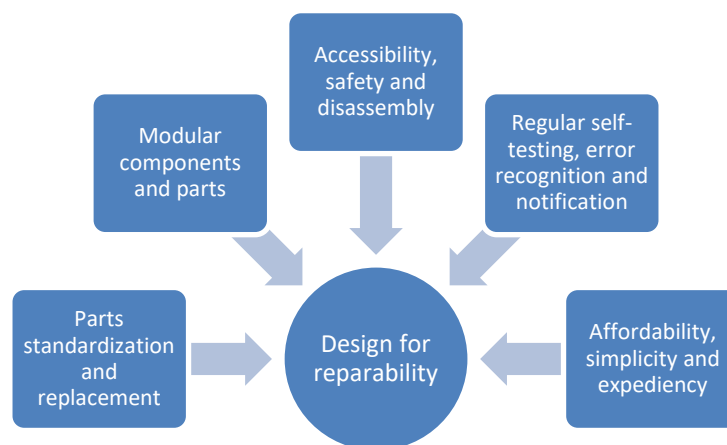 Accessibility,
safety and
disassembly
Modular
components
and parts
Regular self-
testing, error
recognition and
notification
Parts
standardization
and
replacement
Design for
reparability
Affordability,
simplicity and
expediency